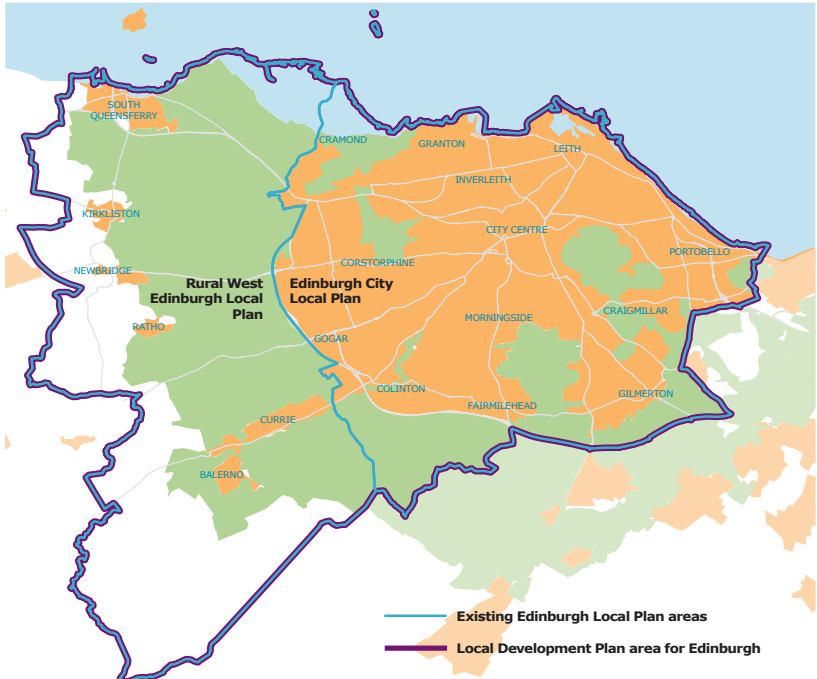 SOUTH
QUEENSFERRY
CRAMOND
GRANTON
LEITH
INVERLEITH
KIRKLISTON
CITY CENTRE
PORTOBELLO
CORSTORPHINE
NEWBRIDGE
Rural West
Edinburgh Local
Plan
Edinburgh City
Local Plan
RATHO
MORNINGSIDE
CRAIGMILLAR
GOGAR
COLINTON
GILMERTON
FAIRMILEHEAD
CURRIE
BALERNO
Existing Edinburgh Local Plan areas
Local Development Plan area for Edinburgh